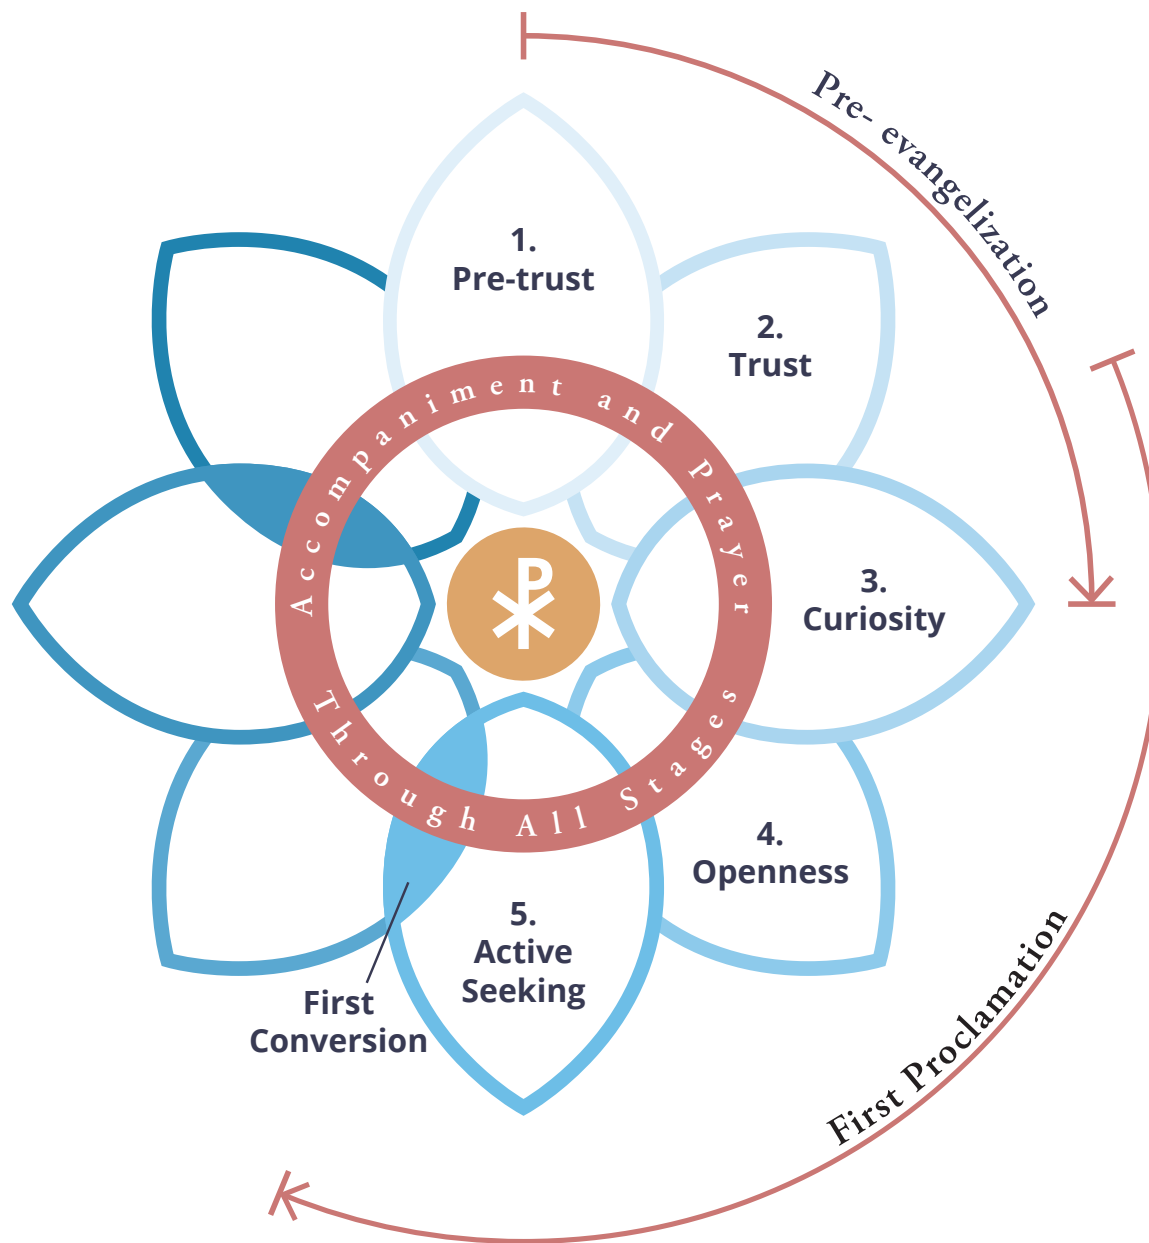 Pre- evangelization
1.
Pre-trust
2.
Trust
Accompaniment and Prayer
Through All Stages
3.
Curiosity
4.
Openness
5.
Active
Seeking
First
Conversion
First Proclamation